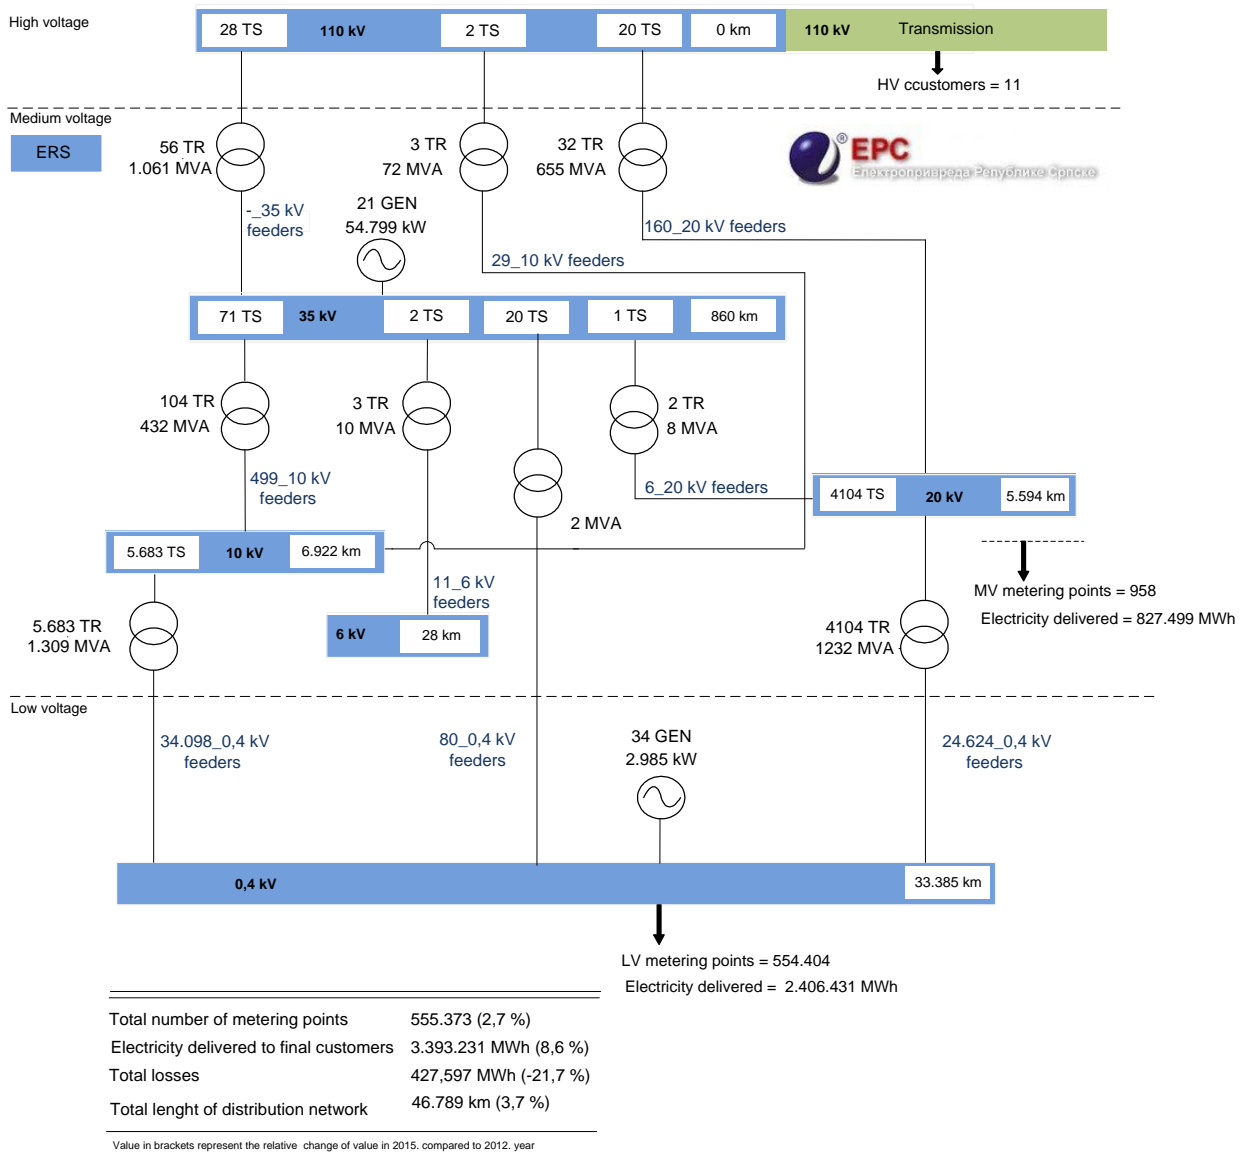 High voltage
28 TS
110 kV
2 TS
20 TS
0 km
110 kV
Transmission
HV ccustomers = 11
Medium voltage
ERS
56 TR
1.061 MVA
3 TR
72 MVA
32 TR
655 MVA
®
EPC
Електропривреда Републике Српске
-_35 kV
feeders
21 GEN
54.799 kW
160_20 kV feeders
29_10 kV feeders
71 TS
35 kV
2 TS
20 TS
1 TS
860 km
104 TR
432 MVA
3 TR
10 MVA
2 TR
8 MVA
499_10 kV
feeders
6_20 kV feeders
4104 TS
20 kV
5.594 km
2 MVA
5.683 TS
10 kV
6.922 km
11_6 kV
feeders
MV metering points = 958
Electricity delivered = 827.499 MWh
5.683 TR
1.309 MVA
6 kV
28 km
4104 TR
1232 MVA
Low voltage
34.098_0,4 kV
feeders
80_0,4 kV
feeders
34 GEN
2.985 kW
24.624_0,4 kV
feeders
0,4 kV
33.385 km
LV metering points = 554.404
Electricity delivered =  2.406.431 MWh
Total number of metering points 555.373 (2,7 %)
Electricity delivered to final customers 3.393.231 MWh (8,6 %)
Total losses 427,597 MWh (-21,7 %)
Total lenght of distribution network 46.789 km (3,7 %)
Value in brackets represent the relative  change of value in 2015. compared to 2012. year